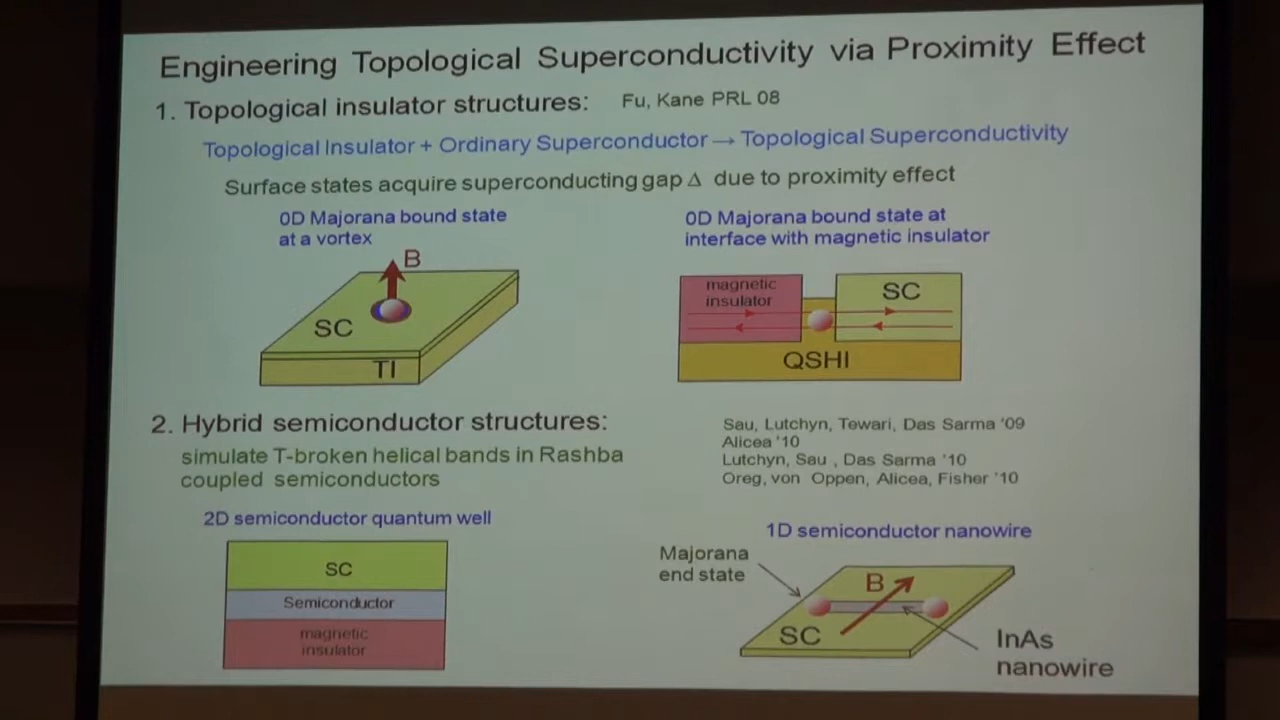 Engineering Topological Superconductivity via Proximity Effect
1. Topological insulator structures: Fu, Kane PRL 08
Topological Insulator + Ordinary Superconductor → Topological Superconductivity
Surface states acquire superconducting gap Δ due to proximity effect
0D Majorana bound state
at a vortex
B
SC
TI
0D Majorana bound state at
interface with magnetic insulator
magnetic
insulator
SC
QSHI
2. Hybrid semiconductor structures:
simulate T-broken helical bands in Rashba
coupled semiconductors
Sau, Lutchyn, Tewari, Das Sarma '09
Alicea '10
Lutchyn, Sau , Das Sarma '10
Oreg, von Oppen, Alicea, Fisher '10
2D semiconductor quantum well
SC
Semiconductor
magnetic
insulator
1D semiconductor nanowire
Majorana
end state
B
SC
InAs
nanowire